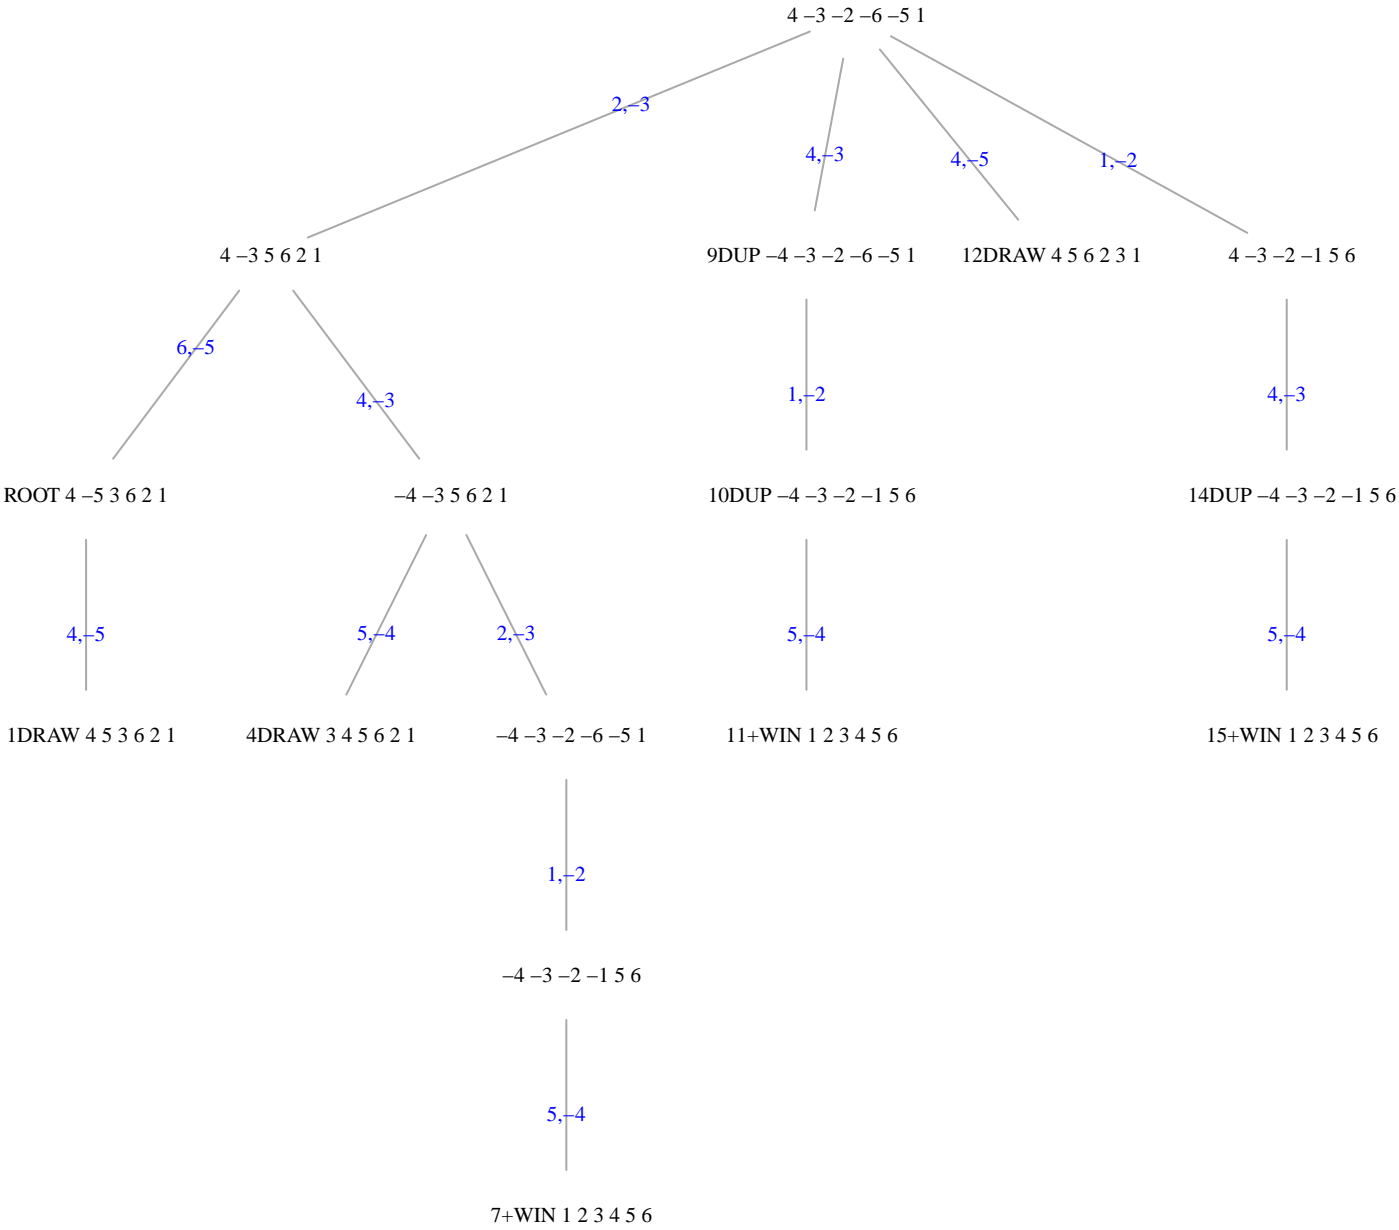 4 –3 –2 –6 –5 1
2,–3
4,–3
4,–5
1,–2
4 –3 5 6 2 1
9DUP –4 –3 –2 –6 –5 1
12DRAW 4 5 6 2 3 1
4 –3 –2 –1 5 6
6,–5
4,–3
1,–2
4,–3
ROOT 4 –5 3 6 2 1
–4 –3 5 6 2 1
10DUP –4 –3 –2 –1 5 6
14DUP –4 –3 –2 –1 5 6
4,–5
5,–4
2,–3
5,–4
5,–4
1DRAW 4 5 3 6 2 1
4DRAW 3 4 5 6 2 1
–4 –3 –2 –6 –5 1
11+WIN 1 2 3 4 5 6
15+WIN 1 2 3 4 5 6
1,–2
–4 –3 –2 –1 5 6
5,–4
7+WIN 1 2 3 4 5 6